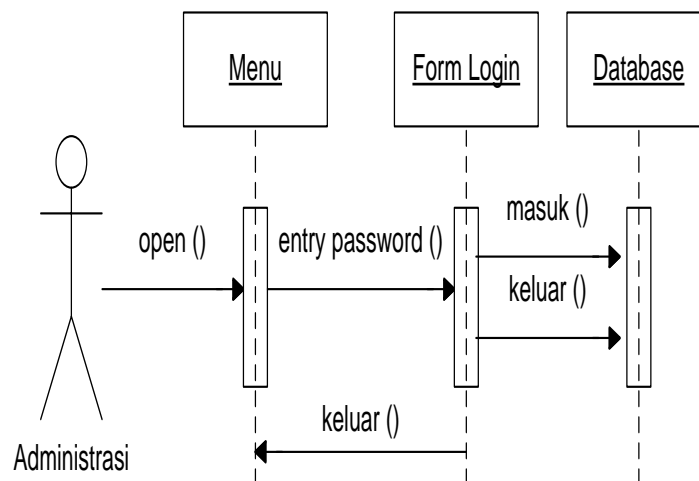 Menu
Form Login
Database
masuk ()
open ()
entry password ()
keluar ()
keluar ()
Administrasi